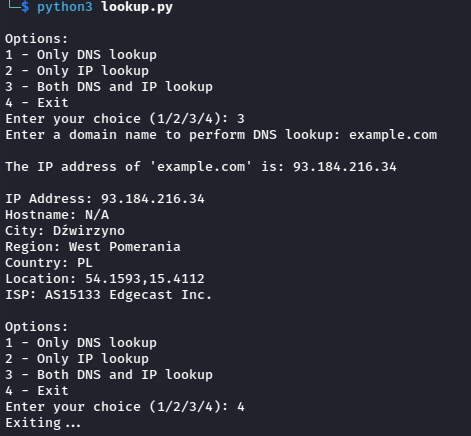 └─$ python3 lookup.py
Options:
1 - Only DNS lookup
2 - Only IP lookup
3 - Both DNS and IP lookup
4 - Exit
Enter your choice (1/2/3/4): 3
Enter a domain name to perform DNS lookup: example.com
The IP address of 'example.com' is: 93.184.216.34
IP Address: 93.184.216.34
Hostname: N/A
City: Dźwirzyno
Region: West Pomerania
Country: PL
Location: 54.1593,15.4112
ISP: AS15133 Edgecast Inc.
Options:
1 - Only DNS lookup
2 - Only IP lookup
3 - Both DNS and IP lookup
4 - Exit
Enter your choice (1/2/3/4): 4
Exiting...